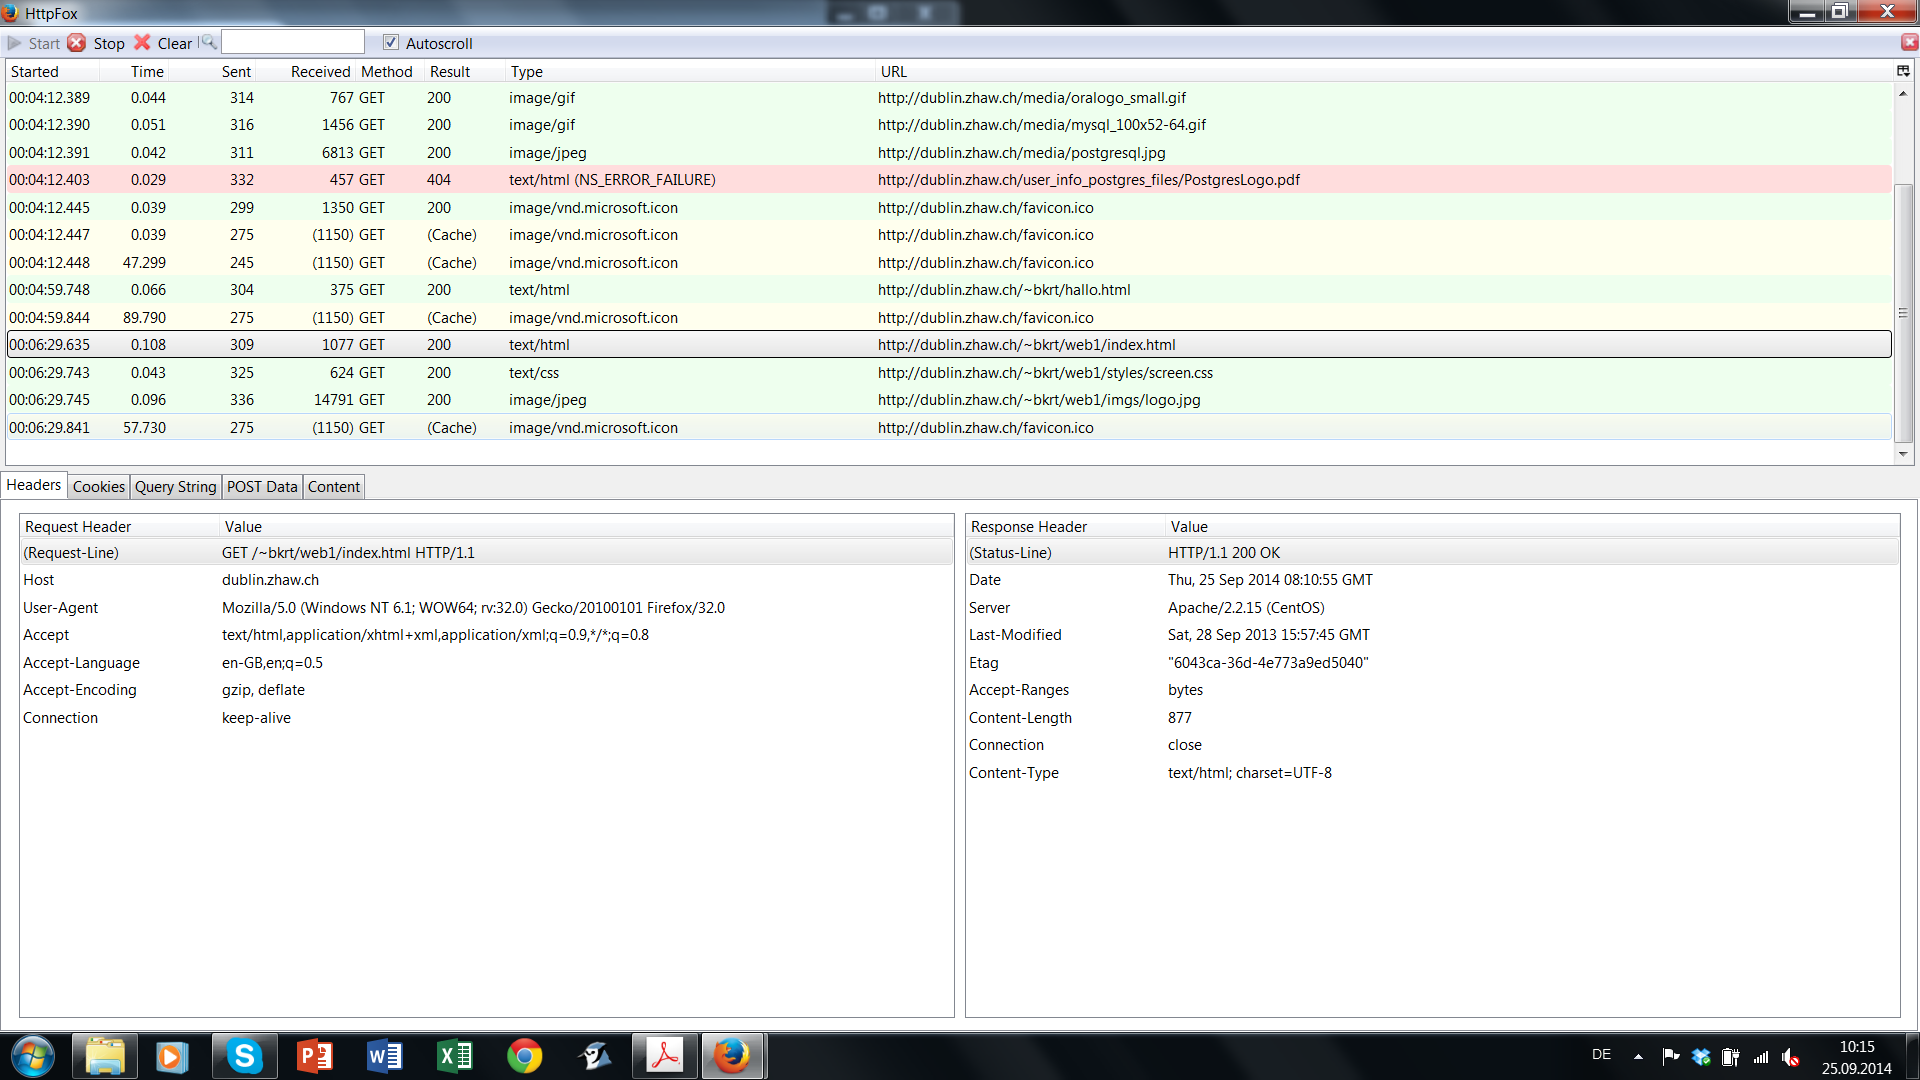 HttpFox
Start Stop Clear Autoscroll
Started Time Sent Received Method Result Type URL
00:04:12.389 0.044 314 767 GET 200 image/gif http://dublin.zhaw.ch/media/oralogo_small.gif
00:04:12.390 0.051 316 1456 GET 200 image/gif http://dublin.zhaw.ch/media/mysql_100x52-64.gif
00:04:12.391 0.042 311 6813 GET 200 image/jpeg http://dublin.zhaw.ch/media/postgresql.jpg
00:04:12.403 0.029 332 457 GET 404 text/html (NS_ERROR_FAILURE) http://dublin.zhaw.ch/user_info_postgres_files/PostgresLogo.pdf
00:04:12.445 0.039 299 1350 GET 200 image/vnd.microsoft.icon http://dublin.zhaw.ch/favicon.ico
00:04:12.447 0.039 275 (1150) GET (Cache) image/vnd.microsoft.icon http://dublin.zhaw.ch/favicon.ico
00:04:12.448 47.299 245 (1150) GET (Cache) image/vnd.microsoft.icon http://dublin.zhaw.ch/favicon.ico
00:04:59.748 0.066 304 375 GET 200 text/html http://dublin.zhaw.ch/~bkrt/hallo.html
00:04:59.844 89.790 275 (1150) GET (Cache) image/vnd.microsoft.icon http://dublin.zhaw.ch/favicon.ico
00:06:29.635 0.108 309 1077 GET 200 text/html http://dublin.zhaw.ch/~bkrt/web1/index.html
00:06:29.743 0.043 325 624 GET 200 text/css http://dublin.zhaw.ch/~bkrt/web1/styles/screen.css
00:06:29.745 0.096 336 14791 GET 200 image/jpeg http://dublin.zhaw.ch/~bkrt/web1/imgs/logo.jpg
00:06:29.841 57.730 275 (1150) GET (Cache) image/vnd.microsoft.icon http://dublin.zhaw.ch/favicon.ico
Headers Cookies Query String POST Data Content
Request Header Value
(Request-Line) GET /~bkrt/web1/index.html HTTP/1.1
Host dublin.zhaw.ch
User-Agent Mozilla/5.0 (Windows NT 6.1; WOW64; rv:32.0) Gecko/20100101 Firefox/32.0
Accept text/html,application/xhtml+xml,application/xml;q=0.9,*/*;q=0.8
Accept-Language en-GB,en;q=0.5
Accept-Encoding gzip, deflate
Connection keep-alive
Response Header Value
(Status-Line) HTTP/1.1 200 OK
Date Thu, 25 Sep 2014 08:10:55 GMT
Server Apache/2.2.15 (CentOS)
Last-Modified Sat, 28 Sep 2013 15:57:45 GMT
Etag "6043ca-36d-4e773a9ed5040"
Accept-Ranges bytes
Content-Length 877
Connection close
Content-Type text/html; charset=UTF-8
DE
10:15
25.09.2014